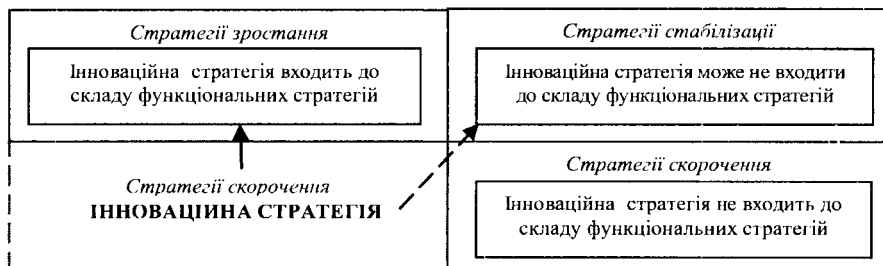 Стратегії зростання
Інноваційна стратегія входить до
складу функціональних стратегій
Стратегії стабілізації
Інноваційна стратегія може не входити
до складу функціональних стратегій
Стратегії скорочення
ІННОВАЦІЙНА СТРАТЕГІЯ
Стратегії скорочення
Інноваційна стратегія не входить до
складу функціональних стратегій